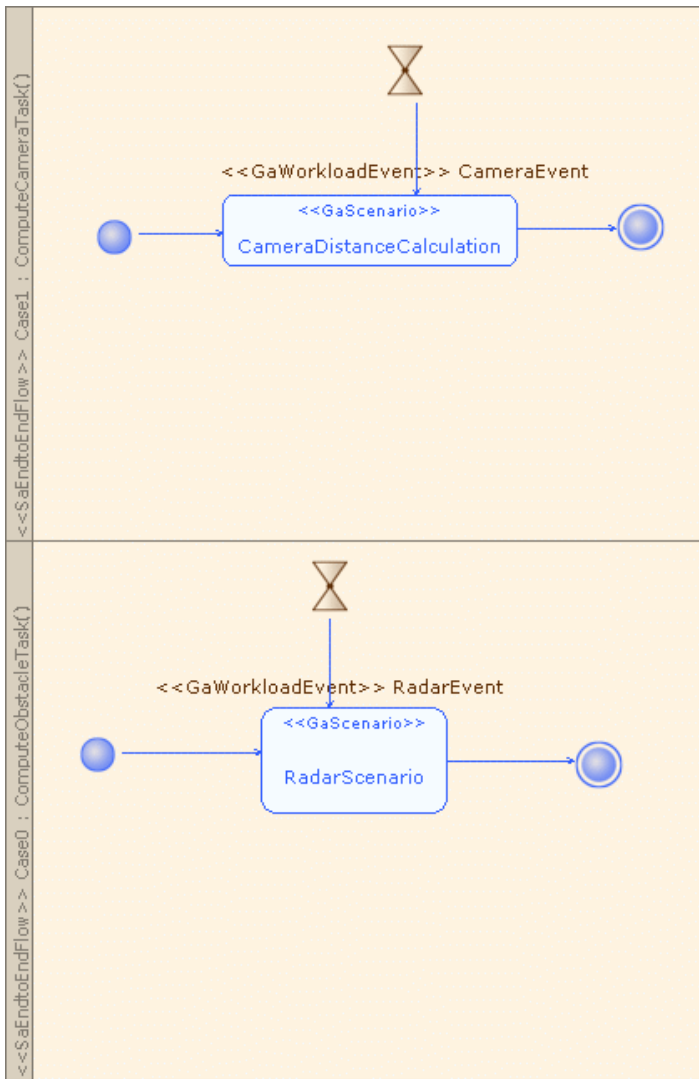 <<SaEndtoEndFlow>> Case1 : ComputeCameraTask()
<<GaWorkloadEvent>> CameraEvent
<<GaScenario>>
CameraDistanceCalculation
<<SaEndtoEndFlow>> Case0 : ComputeObstacleTask()
<<GaWorkloadEvent>> RadarEvent
<<GaScenario>>
RadarScenario